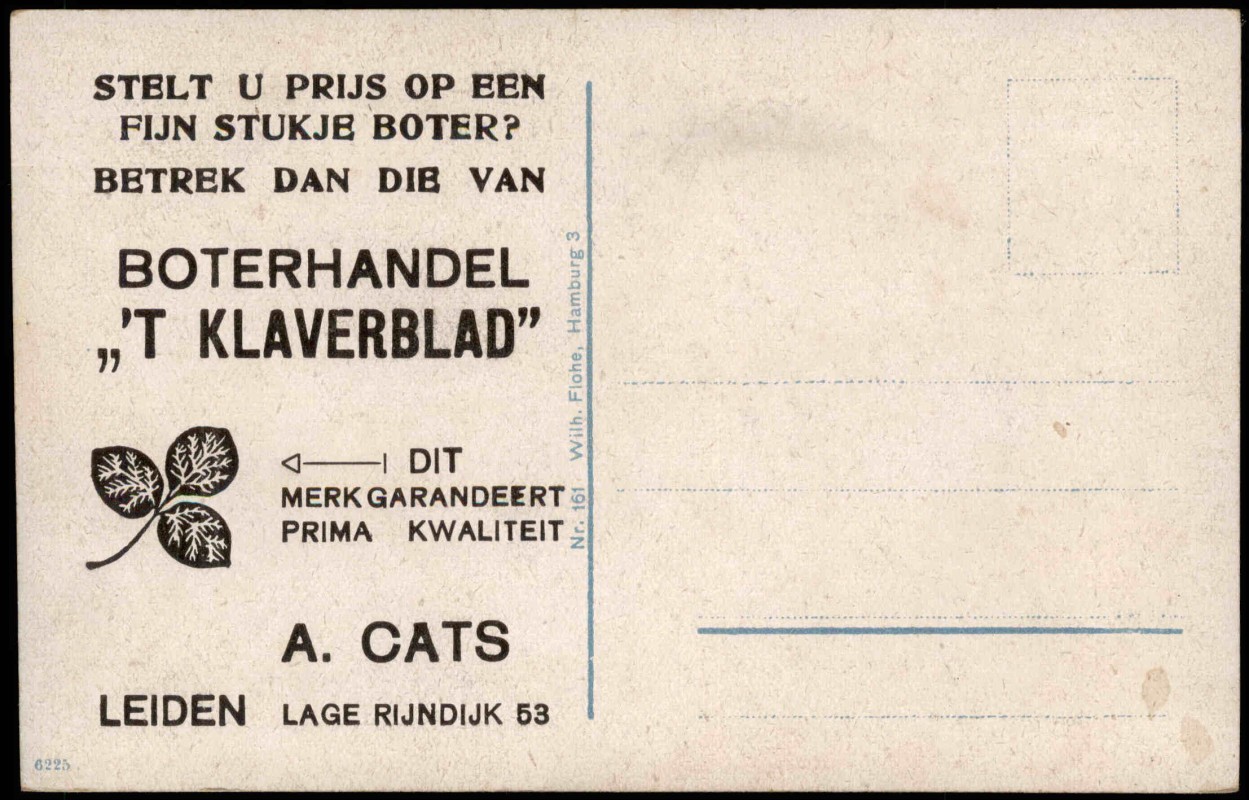 STELT U PRIJS OP EEN
FIJN STUKJE BOTER?
BETREK DAN DIE VAN
BOTERHANDEL
„'T KLAVERBLAD”
DIT
MERK GARANDEERT
PRIMA KWALITEIT
A. CATS
LEIDEN LAGE RIJNDIJK 53
6225
Nr. 161 Wilh. Flohe, Hamburg 3